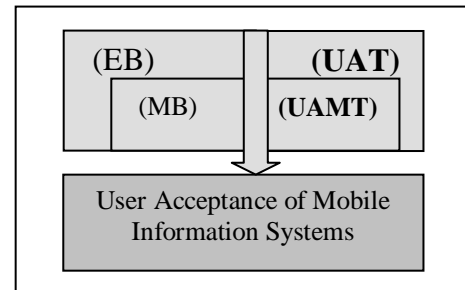 (EB) (UAT)
(MB) (UAMT)
User Acceptance of Mobile
Information Systems